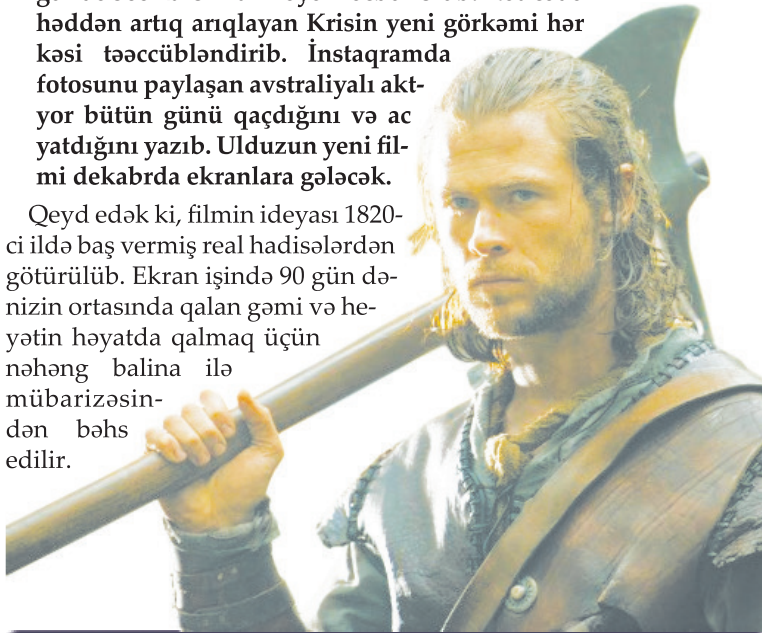 həddən artıq arıqlayan Krisin yeni görkəmi hər
kəsi təəccübləndirib. İnstaqramda
fotosunu paylaşan avstraliyalı akt-
yor bütün günü qaçdığını və ac
yatdığını yazıb. Ulduzun yeni fil-
mi dekabrda ekranlara gələcək.
Qeyd edək ki, filmin ideyası 1820-
ci ildə baş vermiş real hadisələrdən
götürülüb. Ekran işində 90 gün də-
nizin ortasında qalan gəmi və he-
yətin həyatda qalmaq üçün
nəhəng balina ilə
mübarizəsin-
dən bəhs
edilir.